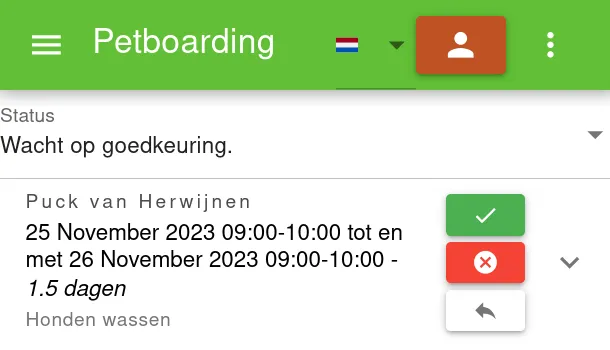 Petboarding
Status
Wacht op goedkeuring.
Puck van Herwijnen
25 November 2023 09:00-10:00 tot en
met 26 November 2023 09:00-10:00 -
1.5 dagen
Honden wassen